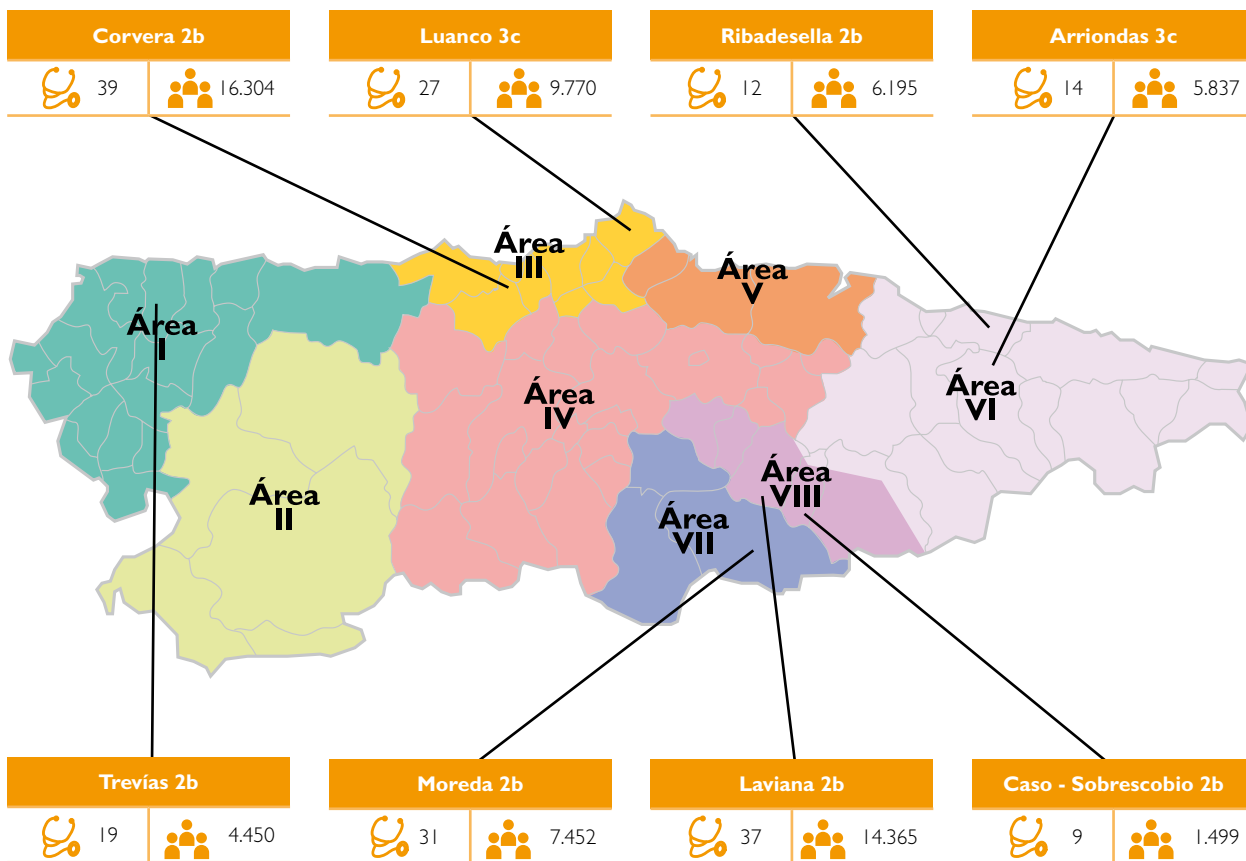 Corvera 2b
39 16.304
Luanco 3c
27 9.770
Ribadesella 2b
12 6.195
Arriondas 3c
14 5.837
Área
I
Área
II
Área
III
Área
IV
Área
V
Área
VI
Área
VII
Área
VIII
Trevías 2b
19 4.450
Moreda 2b
31 7.452
Laviana 2b
37 14.365
Caso - Sobrescobio 2b
9 1.499